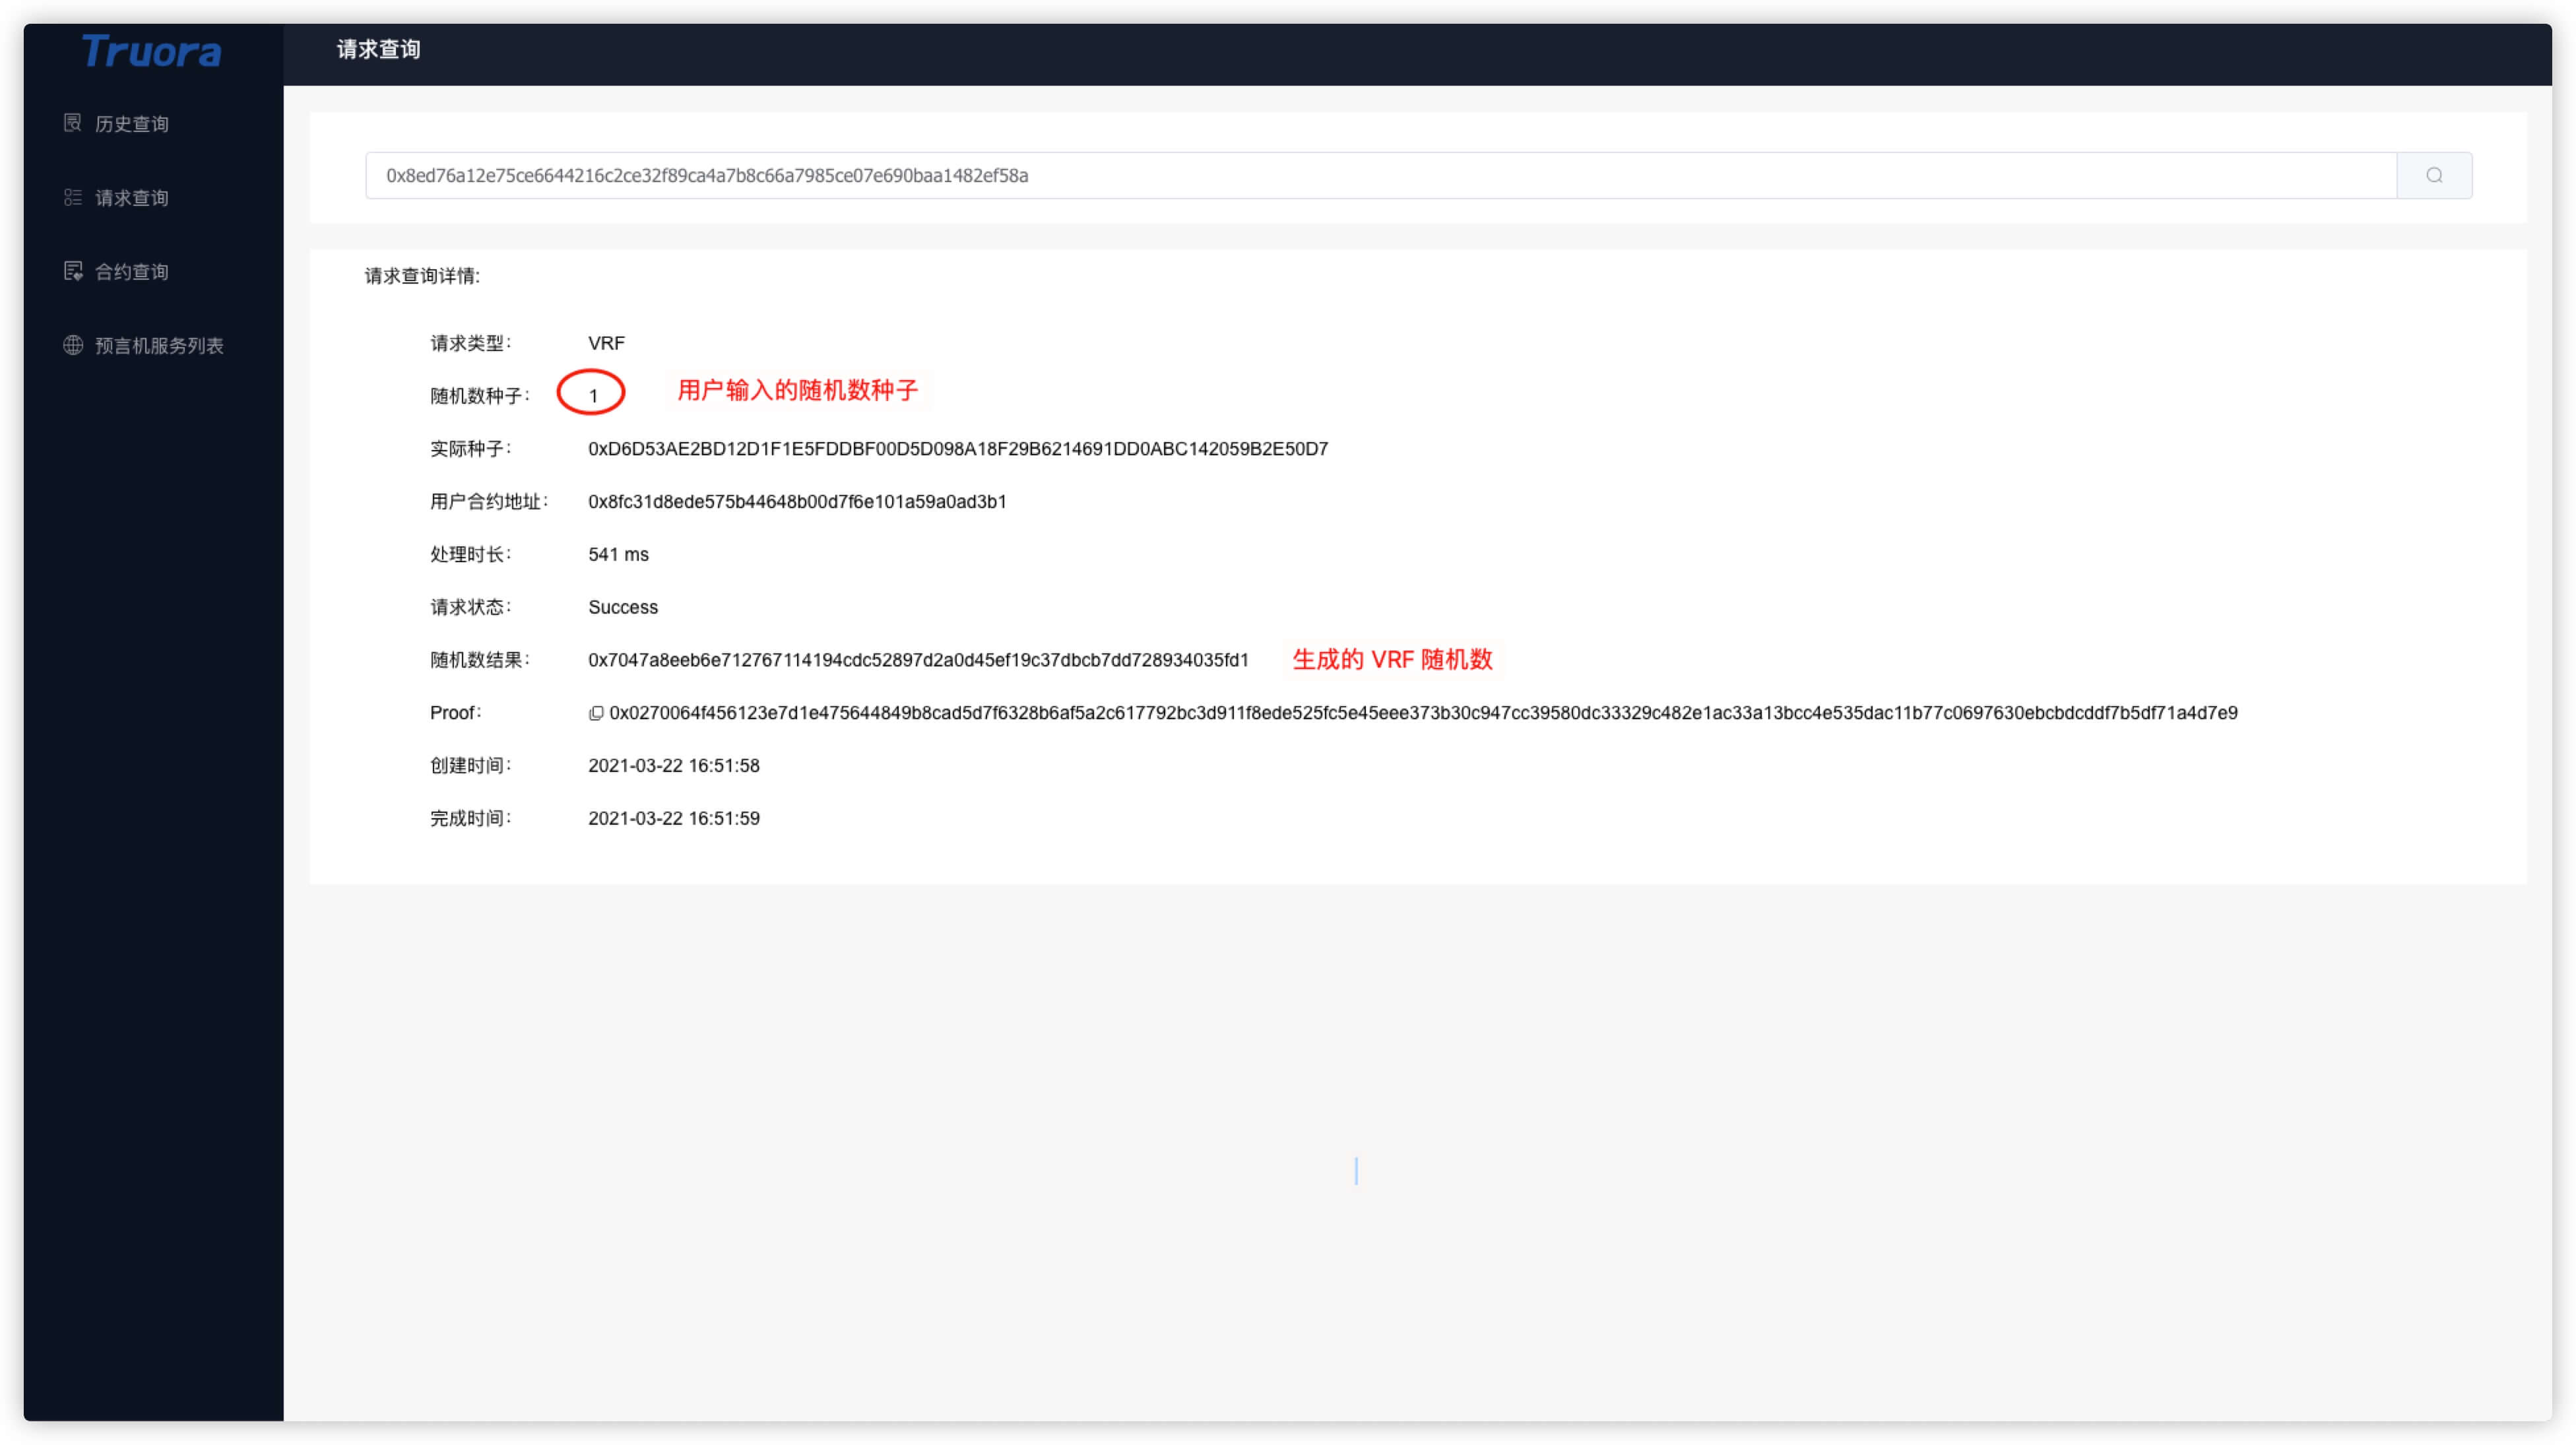 Truora
请求查询
历史查询
请求查询
合约查询
预言机服务列表
0x8ed76a12e75ce6644216c2ce32f89ca4a7b8c66a7985ce07e690baa1482ef58a
请求查询详情:
请求类型: VRF
随机数种子: 1 用户输入的随机数种子
实际种子: 0xD6D53AE2BD12D1F1E5FDDBF00D5D098A18F29B6214691DD0ABC142059B2E50D7
用户合约地址: 0x8fc31d8ede575b44648b00d7f6e101a59a0ad3b1
处理时长: 541 ms
请求状态: Success
随机数结果: 0x7047a8eeb6e712767114194cdc52897d2a0d45ef19c37dbcb7dd728934035fd1 生成的 VRF 随机数
Proof: 0x0270064f456123e7d1e475644849b8cad5d7f6328b6af5a2c617792bc3d911f8ede525fc5e45eee373b30c947cc39580dc33329c482e1ac33a13bcc4e535dac11b77c0697630ebcbdcddf7b5df71a4d7e9
创建时间: 2021-03-22 16:51:58
完成时间: 2021-03-22 16:51:59